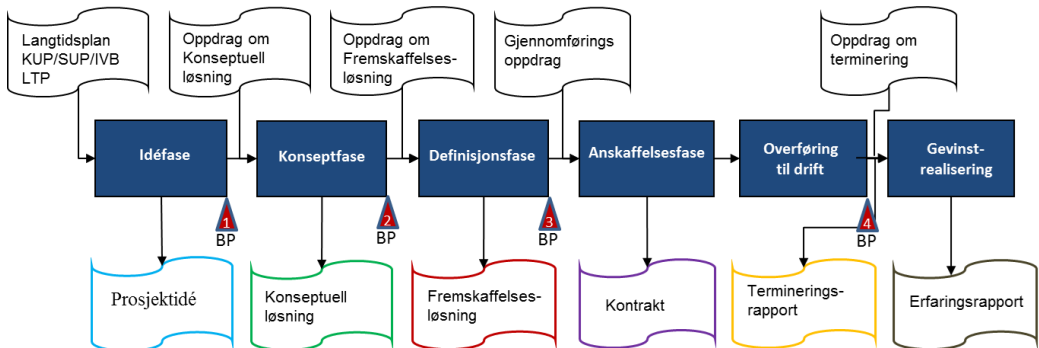 Langtidsplan
KUP/SUP/IVB
LTP
Oppdrag om
Konseptuell
løsning
Oppdrag om
Fremskaffelses-
løsning
Gjennomførings
oppdrag
Oppdrag om
terminering
Idéfase
Konseptfase
Definisjonsfase
Anskaffelsesfase
Overføring
til drift
Gevinst-
realisering
1
BP
2
BP
3
BP
4
BP
Prosjektidé
Konseptuell
løsning
Fremskaffelses-
løsning
Kontrakt
Terminerings-
rapport
Erfaringsrapport